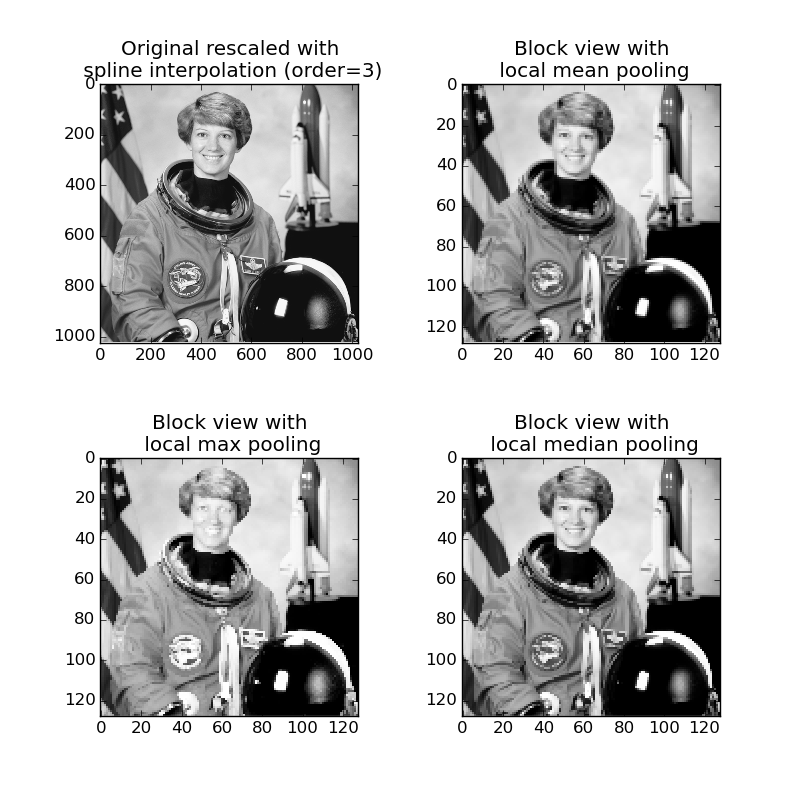 Original rescaled with
spline interpolation (order=3)
0
200
400
600
800
1000
0 200 400 600 800 1000
Block view with
local mean pooling
0
20
40
60
80
100
120
0 20 40 60 80 100 120
Block view with
local max pooling
0
20
40
60
80
100
120
0 20 40 60 80 100 120
Block view with
local median pooling
0
20
40
60
80
100
120
0 20 40 60 80 100 120